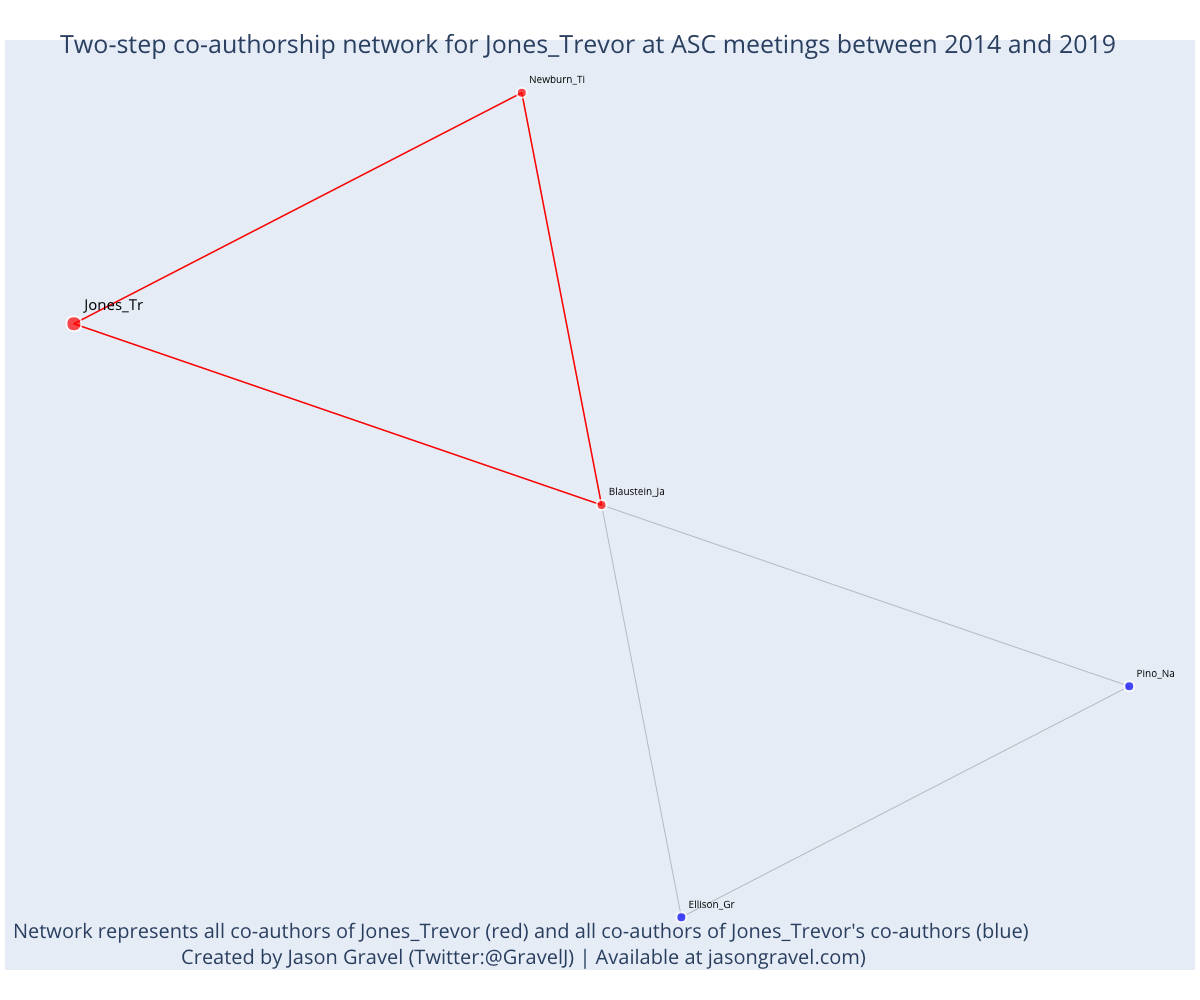 Two-step co-authorship network for Jones_Trevor at ASC meetings between 2014 and 2019
Newburn_Ti
Jones_Tr
Blaustein_Ja
Pino_Na
Ellison_Gr
Network represents all co-authors of Jones_Trevor (red) and all co-authors of Jones_Trevor's co-authors (blue)
Created by Jason Gravel (Twitter:@GravelJ) | Available at jasongravel.com)